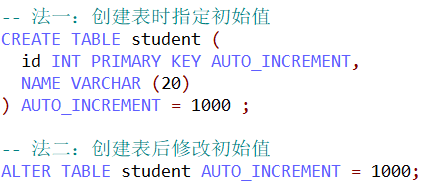 -- 法一：创建表时指定初始值
CREATE TABLE student (
  id INT PRIMARY KEY AUTO_INCREMENT,
  NAME VARCHAR (20)
) AUTO_INCREMENT = 1000 ;
-- 法二：创建表后修改初始值
ALTER TABLE student AUTO_INCREMENT = 1000;